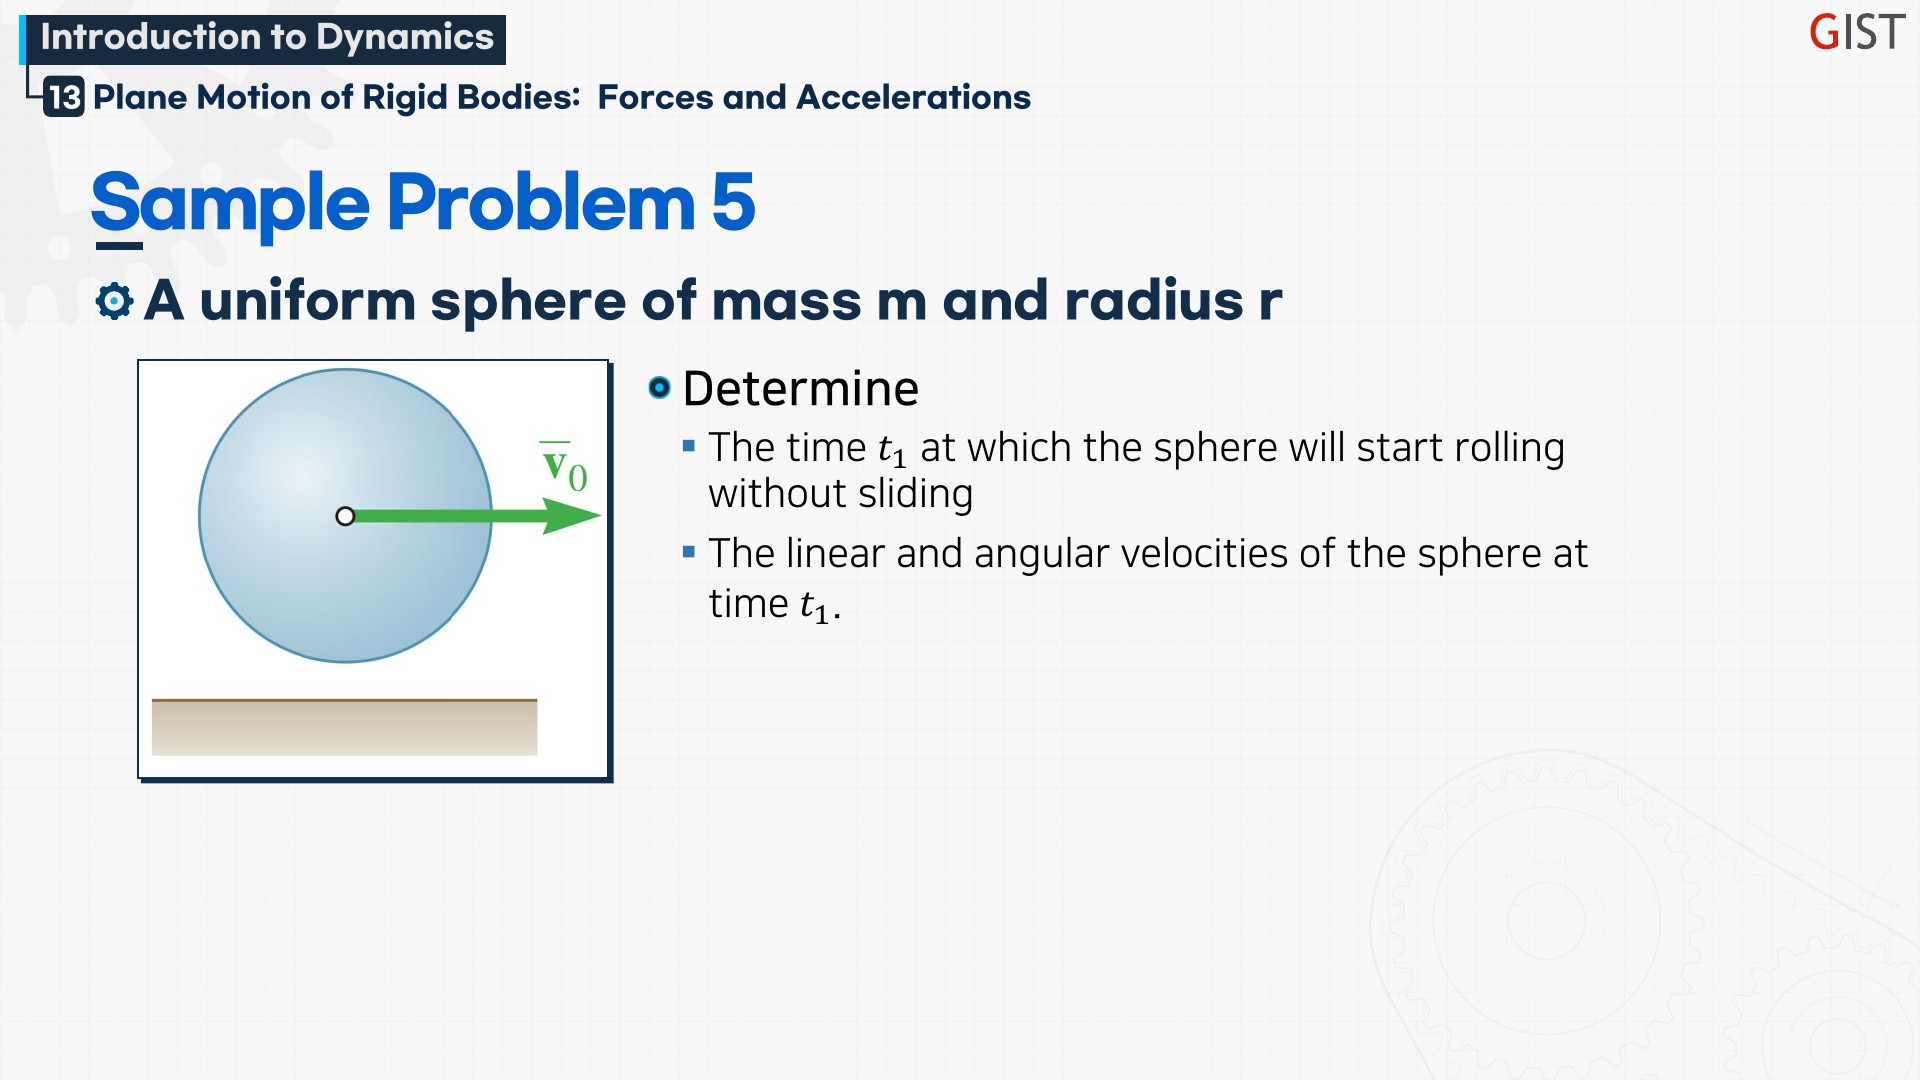 Introduction to Dynamics
GIST
13 Plane Motion of Rigid Bodies: Forces and Accelerations
Sample Problem 5
A uniform sphere of mass m and radius r
v̅₀
Determine
The time t₁ at which the sphere will start rolling
without sliding
The linear and angular velocities of the sphere at
time t₁.